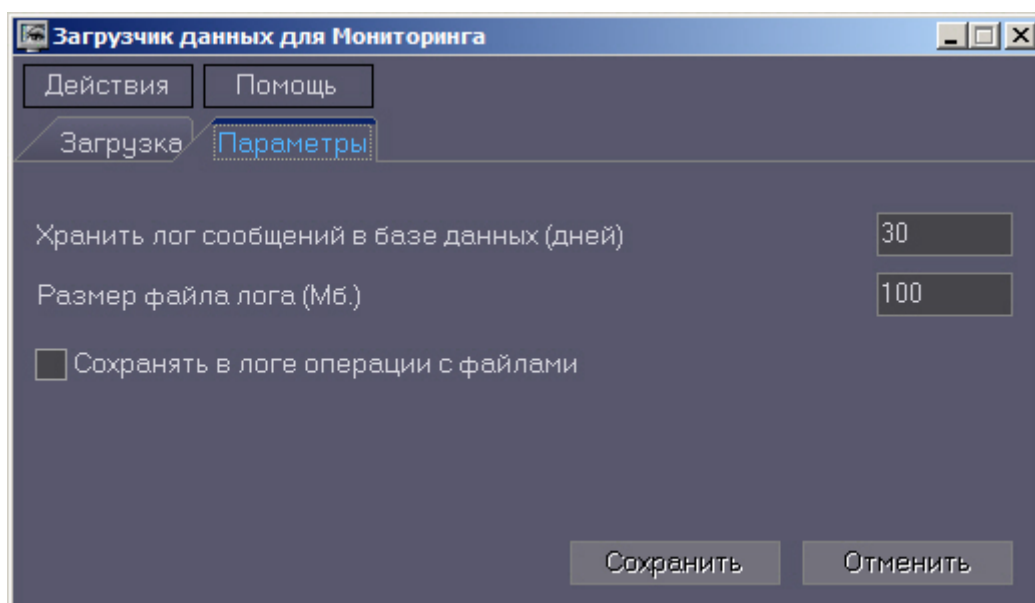 Загрузчик данных для Мониторинга
Действия Помощь
Загрузка Параметры
Хранить лог сообщений в базе данных (дней) 30
Размер файла лога (Мб.) 100
Сохранять в логе операции с файлами
Сохранить Отменить